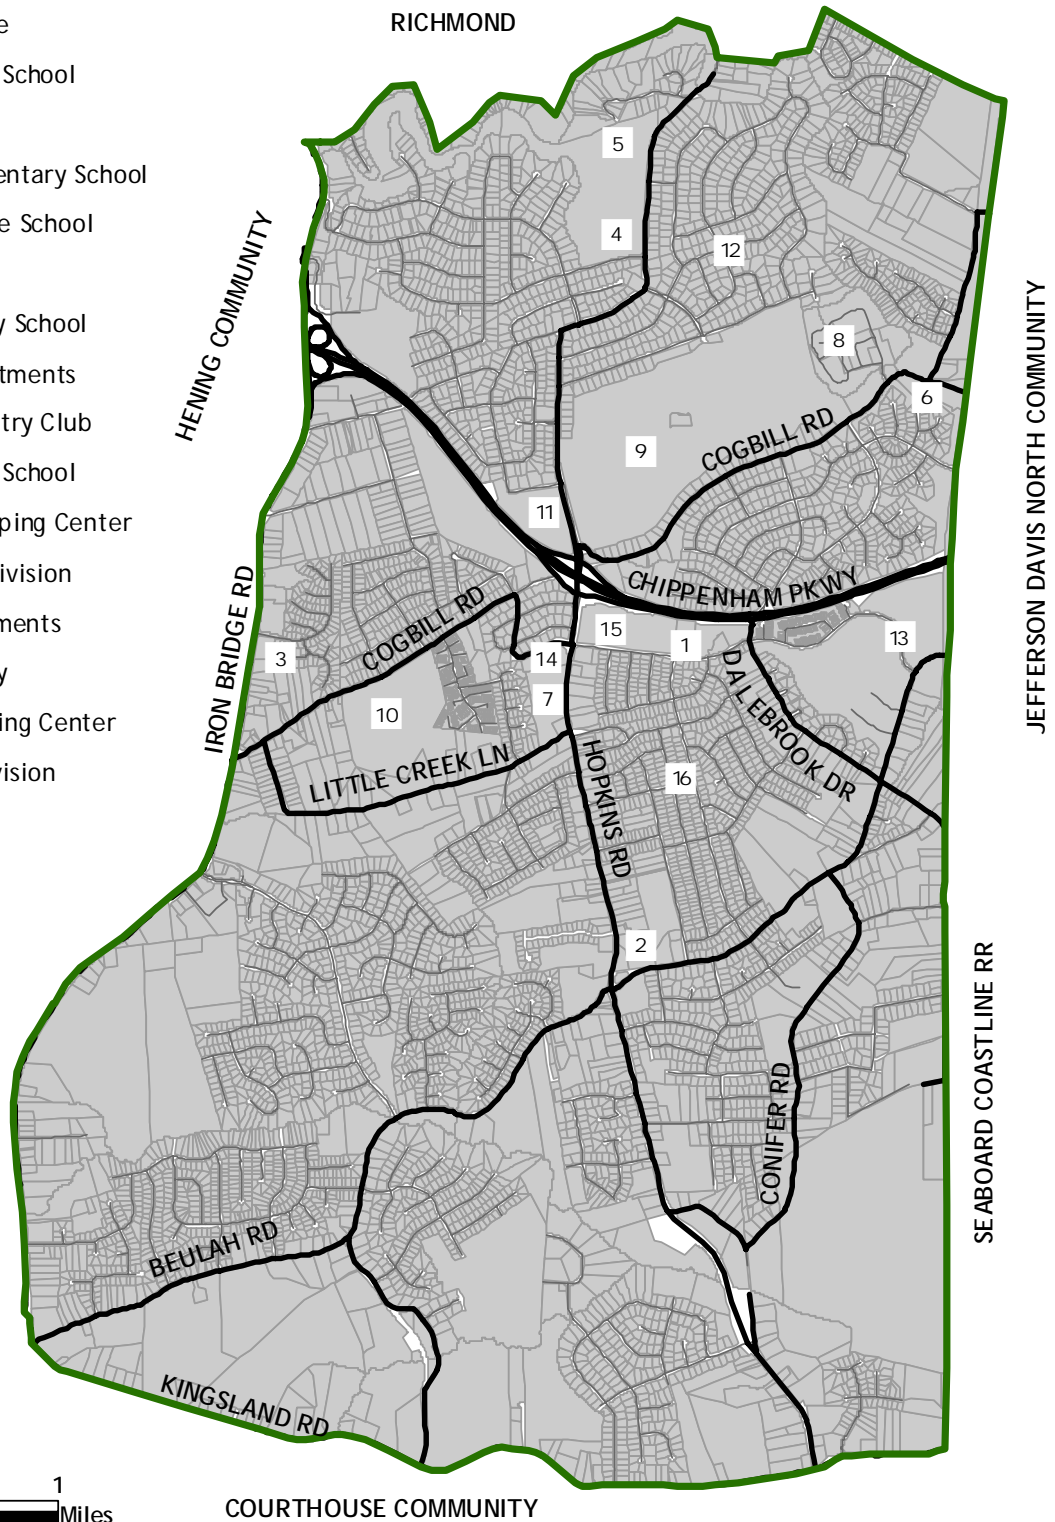 RICHMOND
e
School
entary School
e School
y School
tments
try Club
School
ping Center
ivision
ments
y
ing Center
vision
HENING COMMUNITY
JEFFERSON DAVIS NORTH COMMUNITY
5
4
12
8
6
COGBILL RD
9
11
CHIPPENHAM PKWY
IRON BRIDGE RD
COGBILL RD
15
1
13
3
14
7
10
DALEBROOK DR
LITTLE CREEK LN
HOPKINS RD
16
2
SEABOARD COASTLINE RR
CONIFER RD
BEULAH RD
KINGSLAND RD
1
Miles
COURTHOUSE COMMUNITY